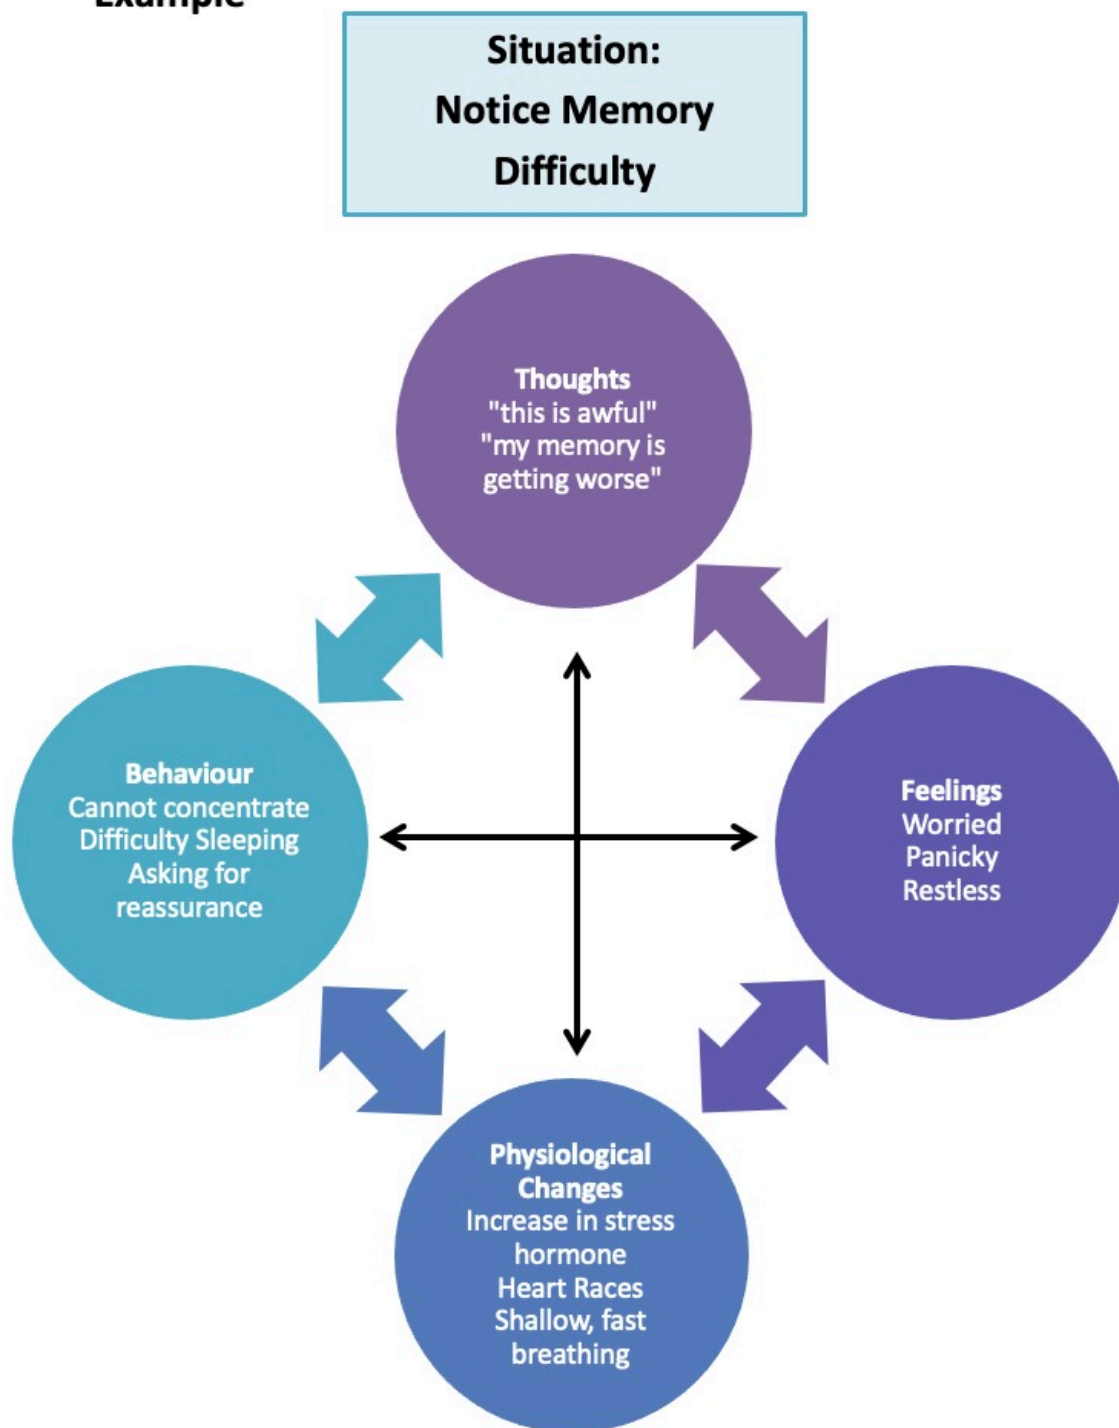 Example
Situation:
Notice Memory
Difficulty
Thoughts
"this is awful"
"my memory is
getting worse"
Behaviour
Cannot concentrate
Difficulty Sleeping
Asking for
reassurance
Feelings
Worried
Panicky
Restless
Physiological
Changes
Increase in stress
hormone
Heart Races
Shallow, fast
breathing